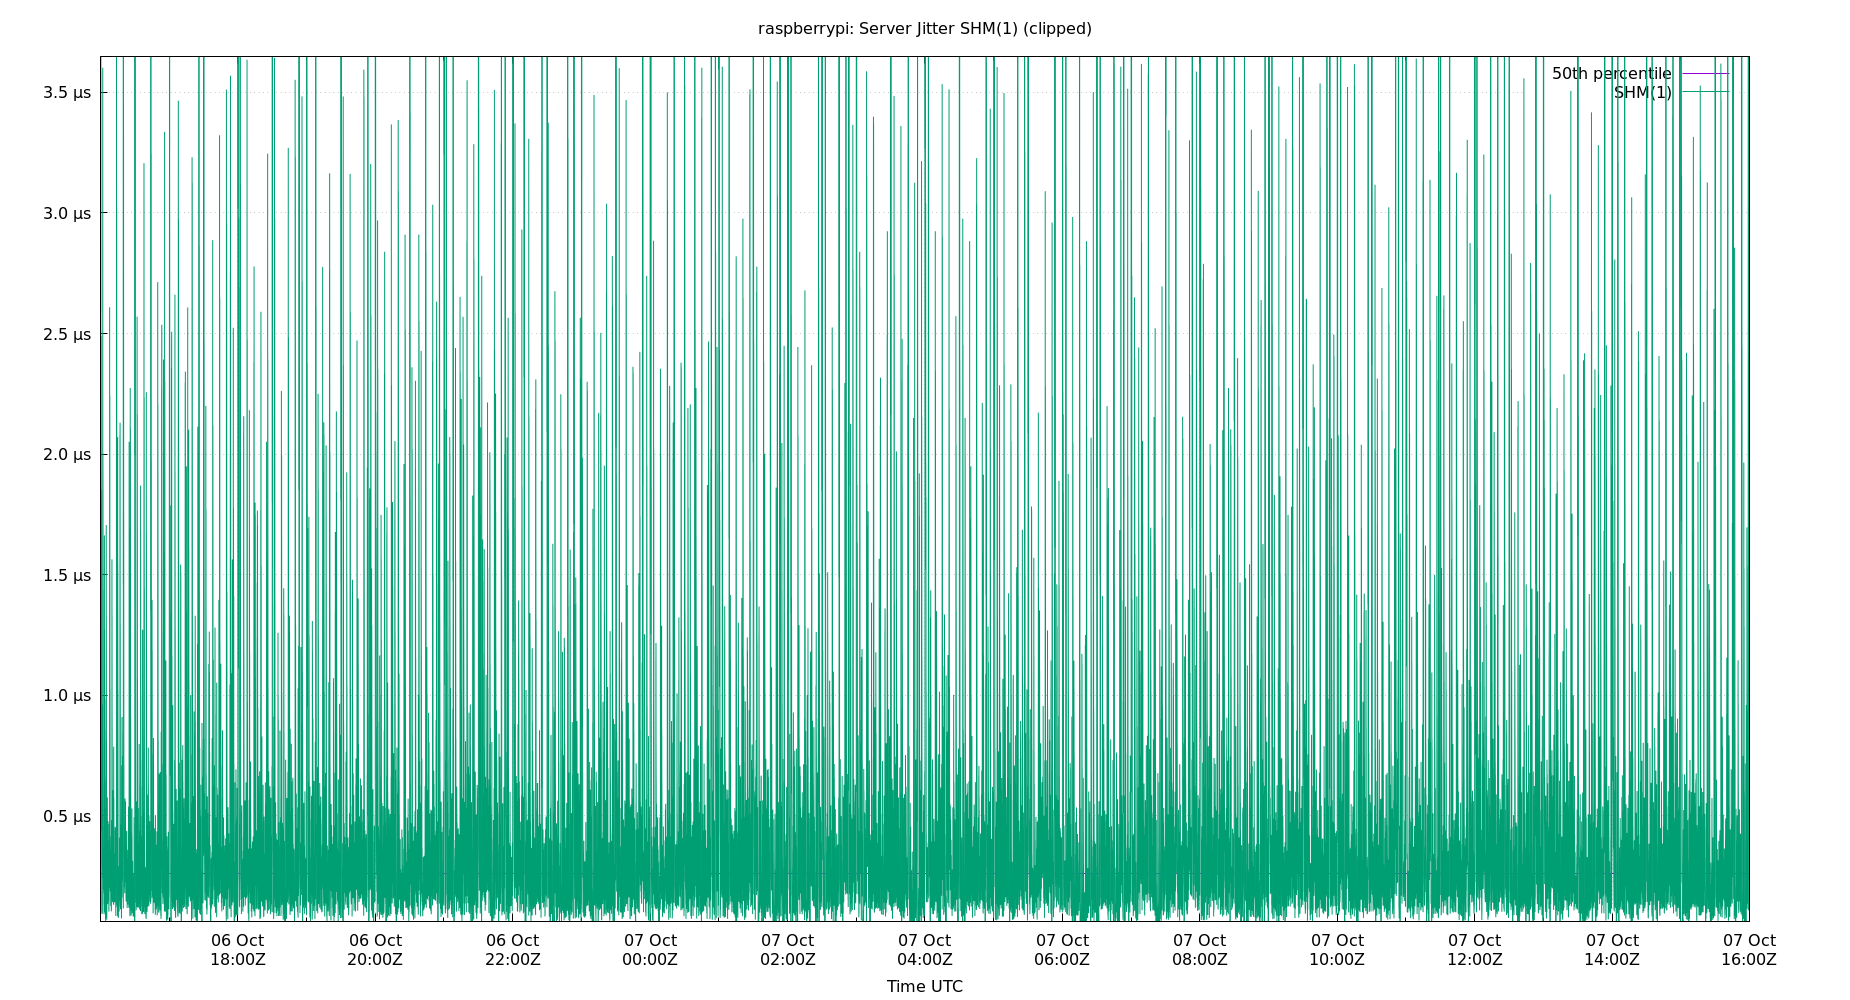 raspberrypi: Server Jitter SHM(1) (clipped)
50th percentile
SHM(1)
3.5 µs
3.0 µs
2.5 µs
2.0 µs
1.5 µs
1.0 µs
0.5 µs
06 Oct 06 Oct 06 Oct 07 Oct 07 Oct 07 Oct 07 Oct 07 Oct 07 Oct 07 Oct 07 Oct 07 Oct
18:00Z 20:00Z 22:00Z 00:00Z 02:00Z 04:00Z 06:00Z 08:00Z 10:00Z 12:00Z 14:00Z 16:00Z
Time UTC